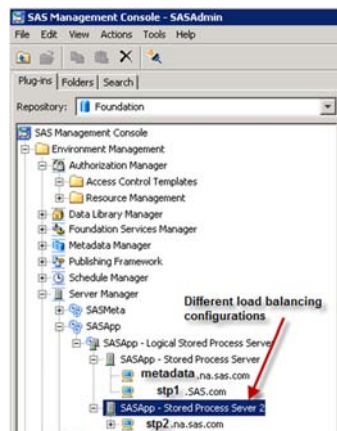 SAS Management Console - SASAdmin
File Edit View Actions Tools Help
Plug-ins Folders Search
Repository: Foundation
SAS Management Console
Environment Management
Authorization Manager
Access Control Templates
Resource Management
Data Library Manager
Foundation Services Manager
Metadata Manager
Publishing Framework
Schedule Manager
Server Manager
Different load balancing
configurations
SASMeta
SASApp
SASApp - Logical Stored Process Server
SASApp - Stored Process Server
metadata.na.sas.com
stp1 .SAS.com
SASApp - Stored Process Sever 2
stp2.na.sas.com